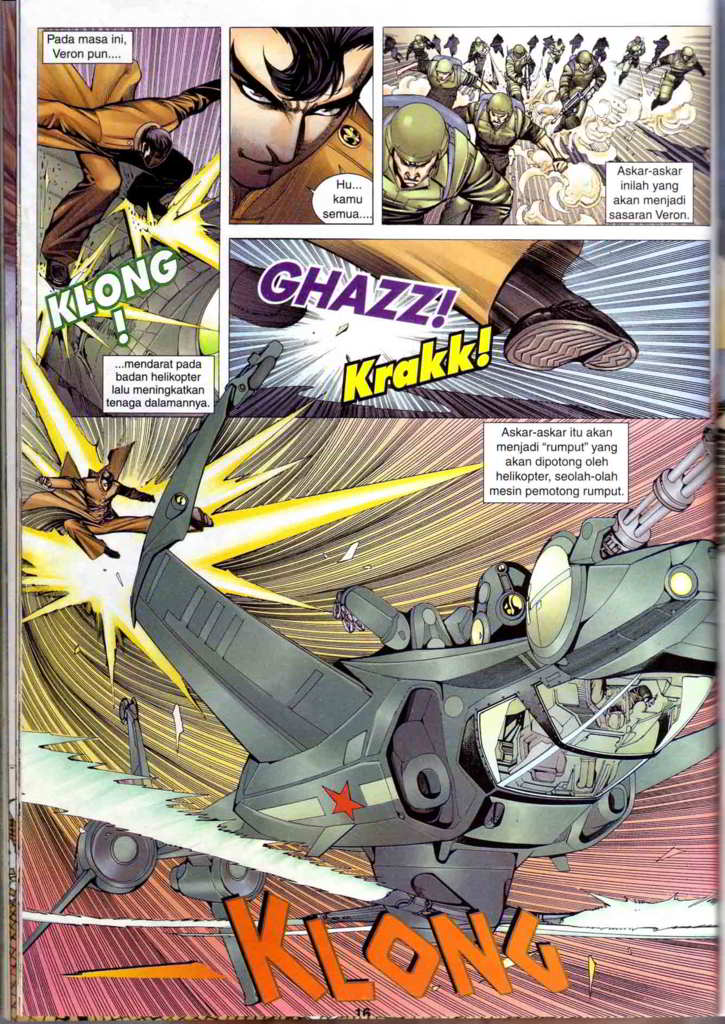 Pada masa ini,
Veron pun....
KLONG
!
...mendarat pada
badan helikopter
lalu meningkatkan
tenaga dalamannya.
Hu...
kamu
semua....
Askar-askar
inilah yang
akan menjadi
sasaran Veron.
GHAZZ!
Krakk!
Askar-askar itu akan
menjadi “rumput” yang
akan dipotong oleh
helikopter, seolah-olah
mesin pemotong rumput.
KLONG
16